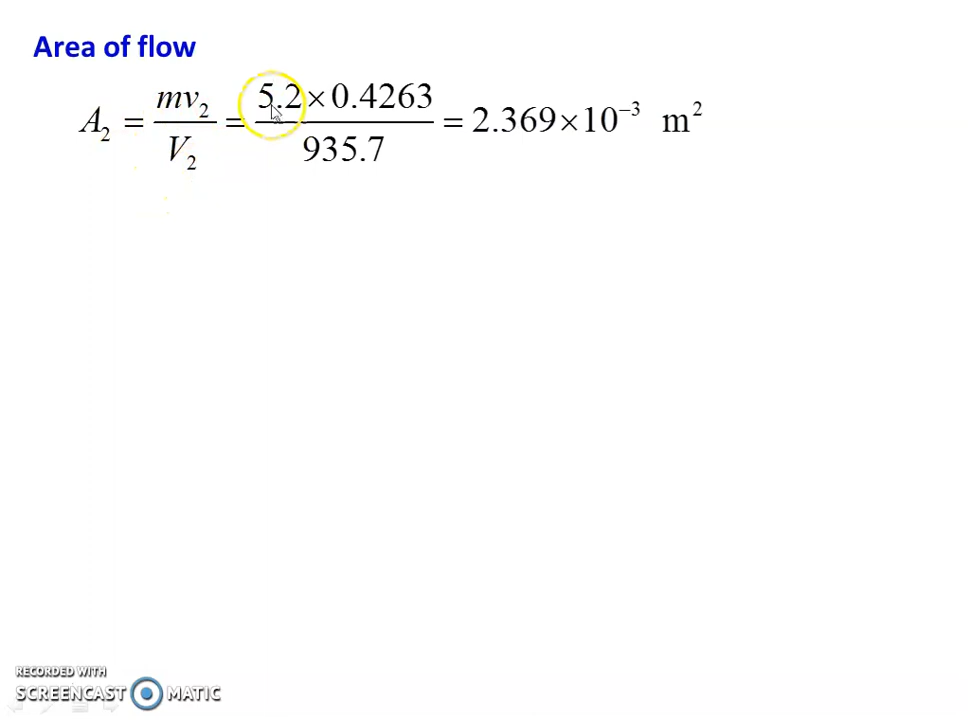 Area of flow
A₂ = mv₂ / V₂ = 5.2 × 0.4263 / 935.7 = 2.369 × 10⁻³ m²
RECORDED WITH
SCREENCAST MATIC